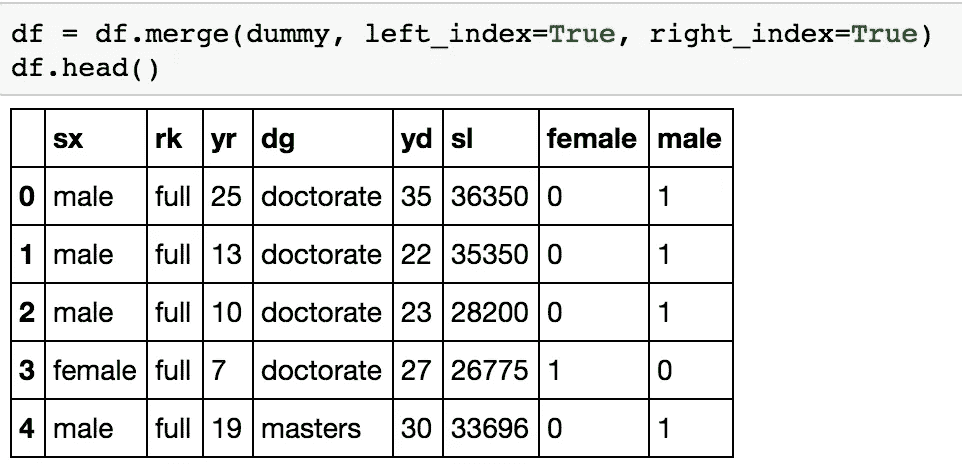 df = df.merge(dummy, left_index=True, right_index=True)
df.head()
sx rk yr dg yd sl female male
0 male full 25 doctorate 35 36350 0 1
1 male full 13 doctorate 22 35350 0 1
2 male full 10 doctorate 23 28200 0 1
3 female full 7 doctorate 27 26775 1 0
4 male full 19 masters 30 33696 0 1